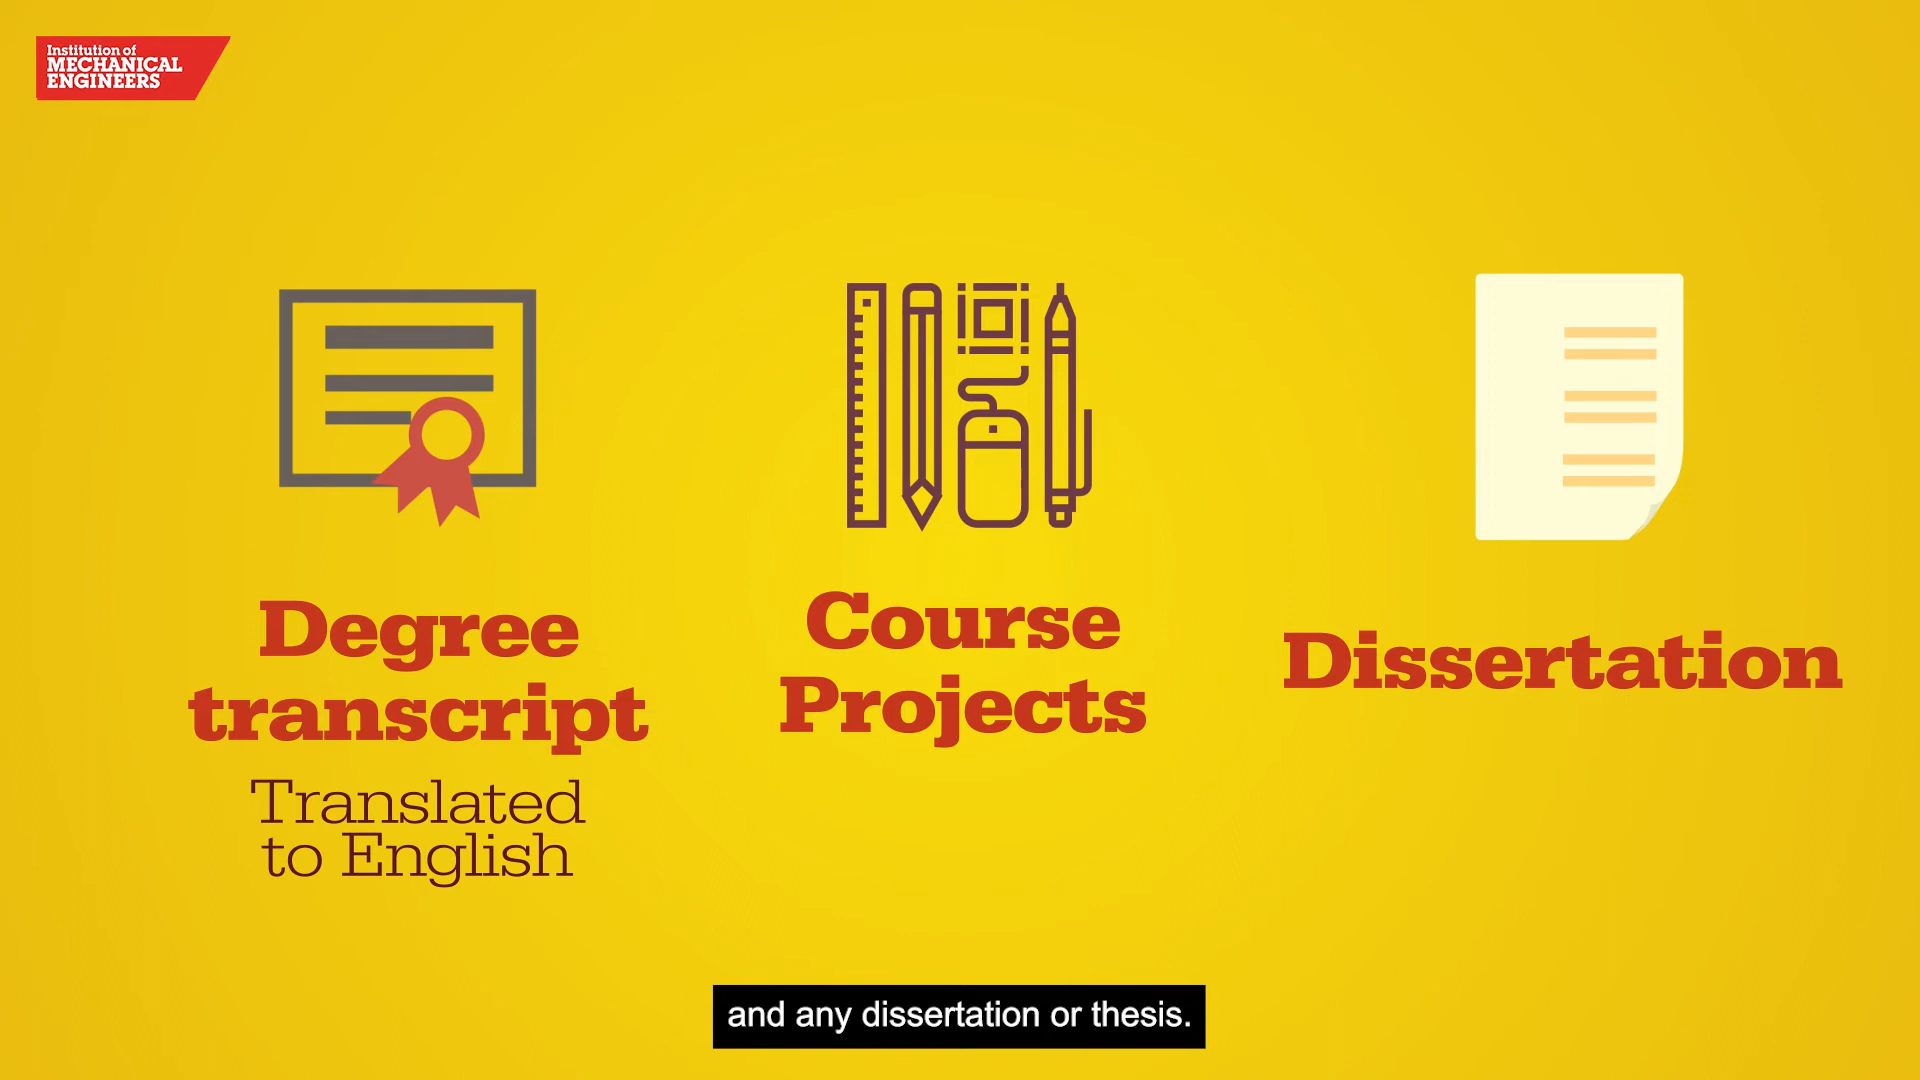 Institution of
MECHANICAL
ENGINEERS
Degree
transcript
Translated
to English
Course
Projects
Dissertation
and any dissertation or thesis.